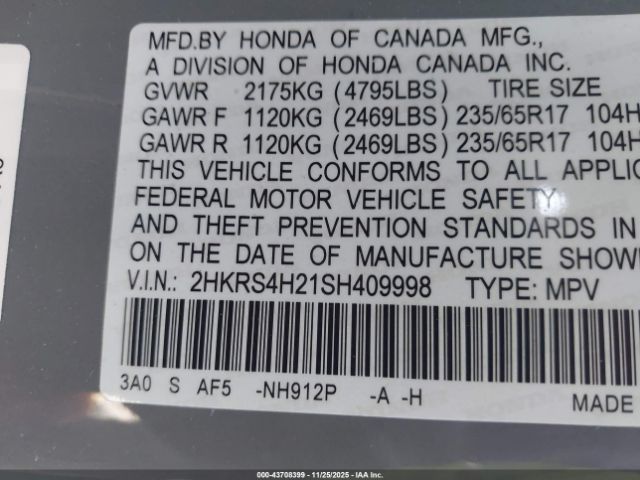 MFD.BY HONDA OF CANADA MFG.,
A DIVISION OF HONDA CANADA INC.
GVWR 2175KG (4795LBS) TIRE SIZE
GAWR F 1120KG (2469LBS) 235/65R17 104H
GAWR R 1120KG (2469LBS) 235/65R17 104H
THIS VEHICLE CONFORMS TO ALL APPLIC
FEDERAL MOTOR VEHICLE SAFETY
AND THEFT PREVENTION STANDARDS IN
ON THE DATE OF MANUFACTURE SHOW
V.I.N.: 2HKRS4H21SH409998 TYPE: MPV
3A0 S AF5 -NH912P -A -H MADE
000-43708399 - 11/25/2025 - IAA Inc.